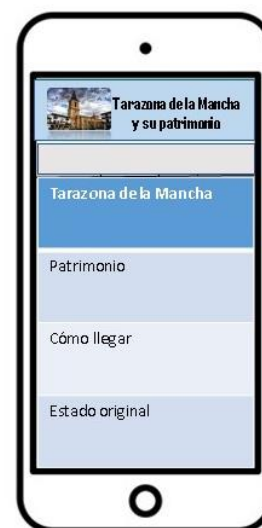 Tarazona de la Mancha
y su patrimonio
Tarazona de la Mancha
Patrimonio
Cómo llegar
Estado original